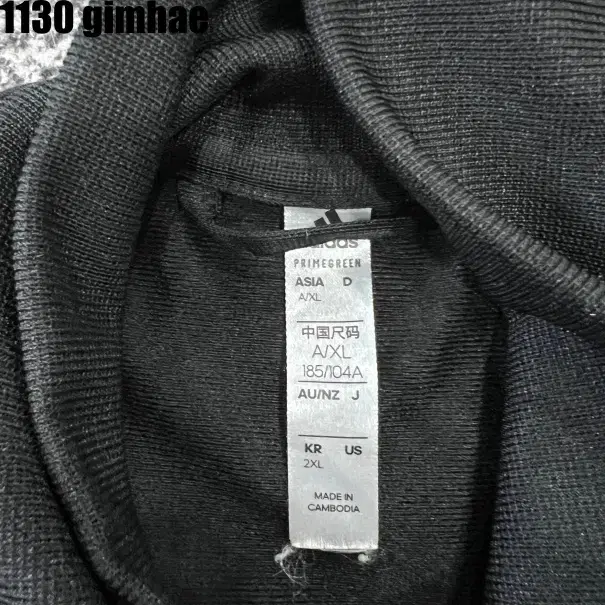 1130 gimhae
adidas
PRIMEGREEN
ASIA D
A/XL
中国尺码
A/XL
185/104A
AU/NZ J
KR US
2XL
MADE IN
CAMBODIA